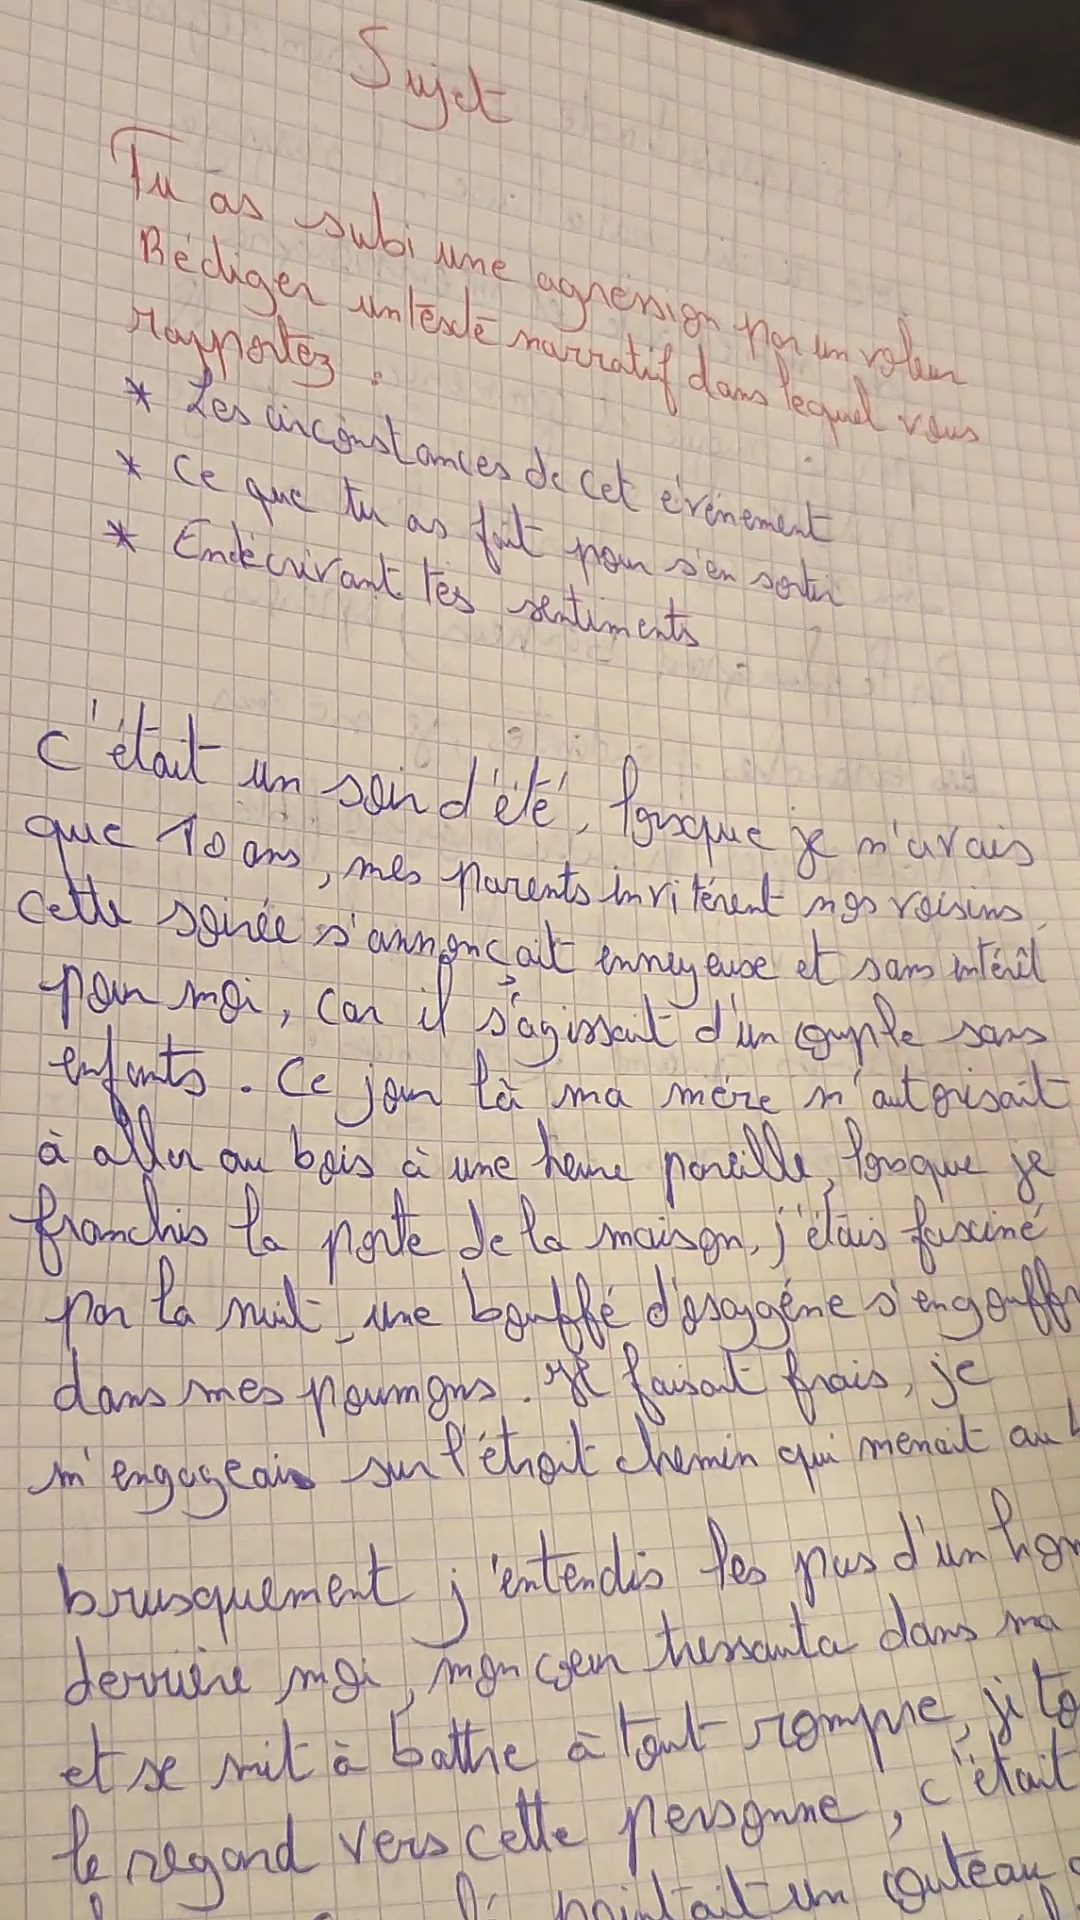 Sujet
Tu as subi une agression par un voleur
Rédiger un texte narratif dans lequel vous
rapportez :
* Les circonstances de cet événement
* Ce que tu as fait pour s'en sortir
* En décrivant tes sentiments
C'était un soir d'été, lorsque je n'avais
que 10 ans, mes parents invitèrent nos voisins,
cette soirée s'annonçait ennuyeuse et sans intérêt
pour moi, car il s'agissait d'un couple sans
enfants. Ce jour là ma mère m'autorisait
à aller au bois à une heure pareille, lorsque je
franchis la porte de la maison, j'étais fasciné
par la nuit, une bouffé d'oxygène s'engouffr
dans mes poumons. Il faisait frais, je
m'engageais sur l'étroit chemin qui menait au
brusquement j'entendis les pas d'un hom
derrière moi, mon cœur tressauta dans ma
et se mit à battre à tout rompre, je to
le regard vers cette personne, c'était
pointait un couteau